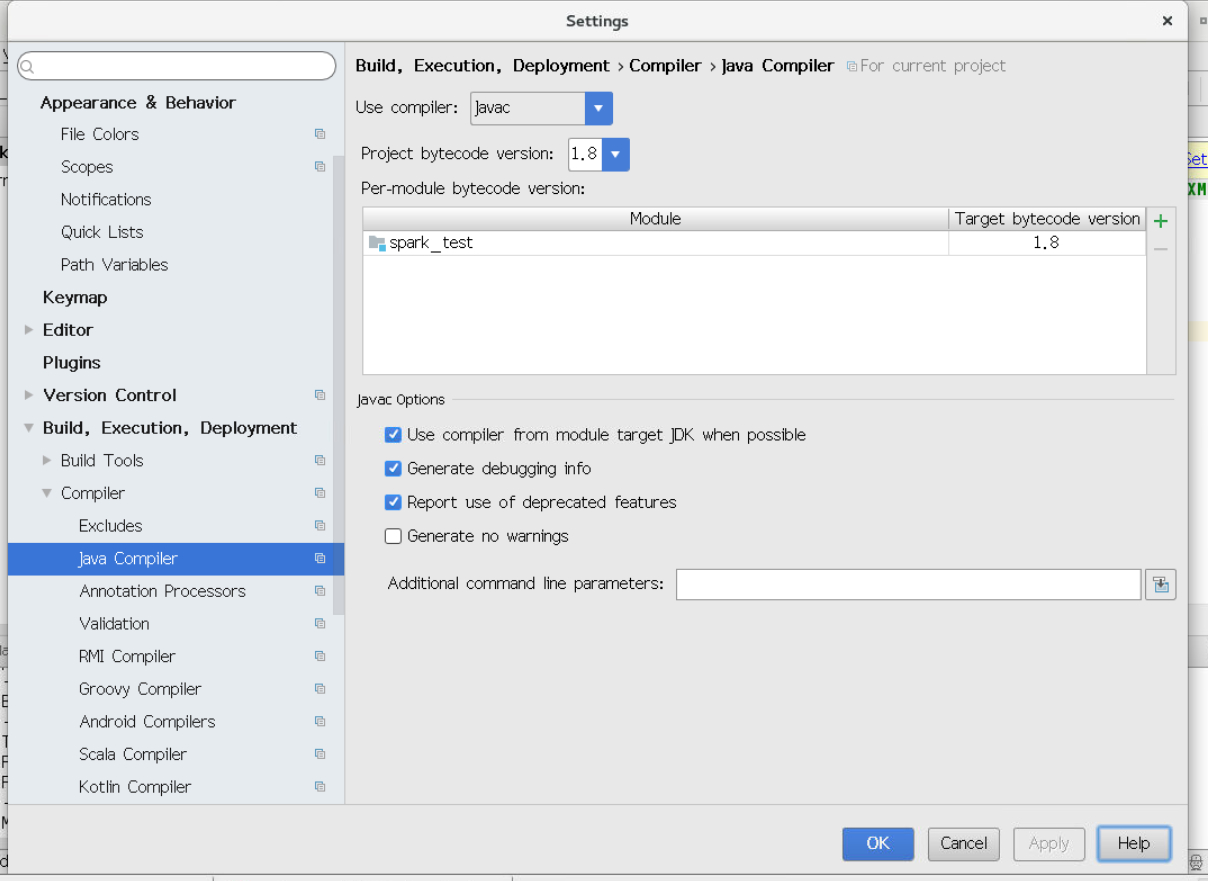 Settings
Appearance & Behavior
File Colors
Scopes
Notifications
Quick Lists
Path Variables
Keymap
Editor
Plugins
Version Control
Build, Execution, Deployment
Build Tools
Compiler
Excludes
Java Compiler
Annotation Processors
Validation
RMI Compiler
Groovy Compiler
Android Compilers
Scala Compiler
Kotlin Compiler
Build, Execution, Deployment › Compiler › Java Compiler For current project
Use compiler: Javac
Project bytecode version: 1.8
Per-module bytecode version:
Module Target bytecode version
spark_test 1.8
Javac Options
Use compiler from module target JDK when possible
Generate debugging info
Report use of deprecated features
Generate no warnings
Additional command line parameters:
OK Cancel Apply Help